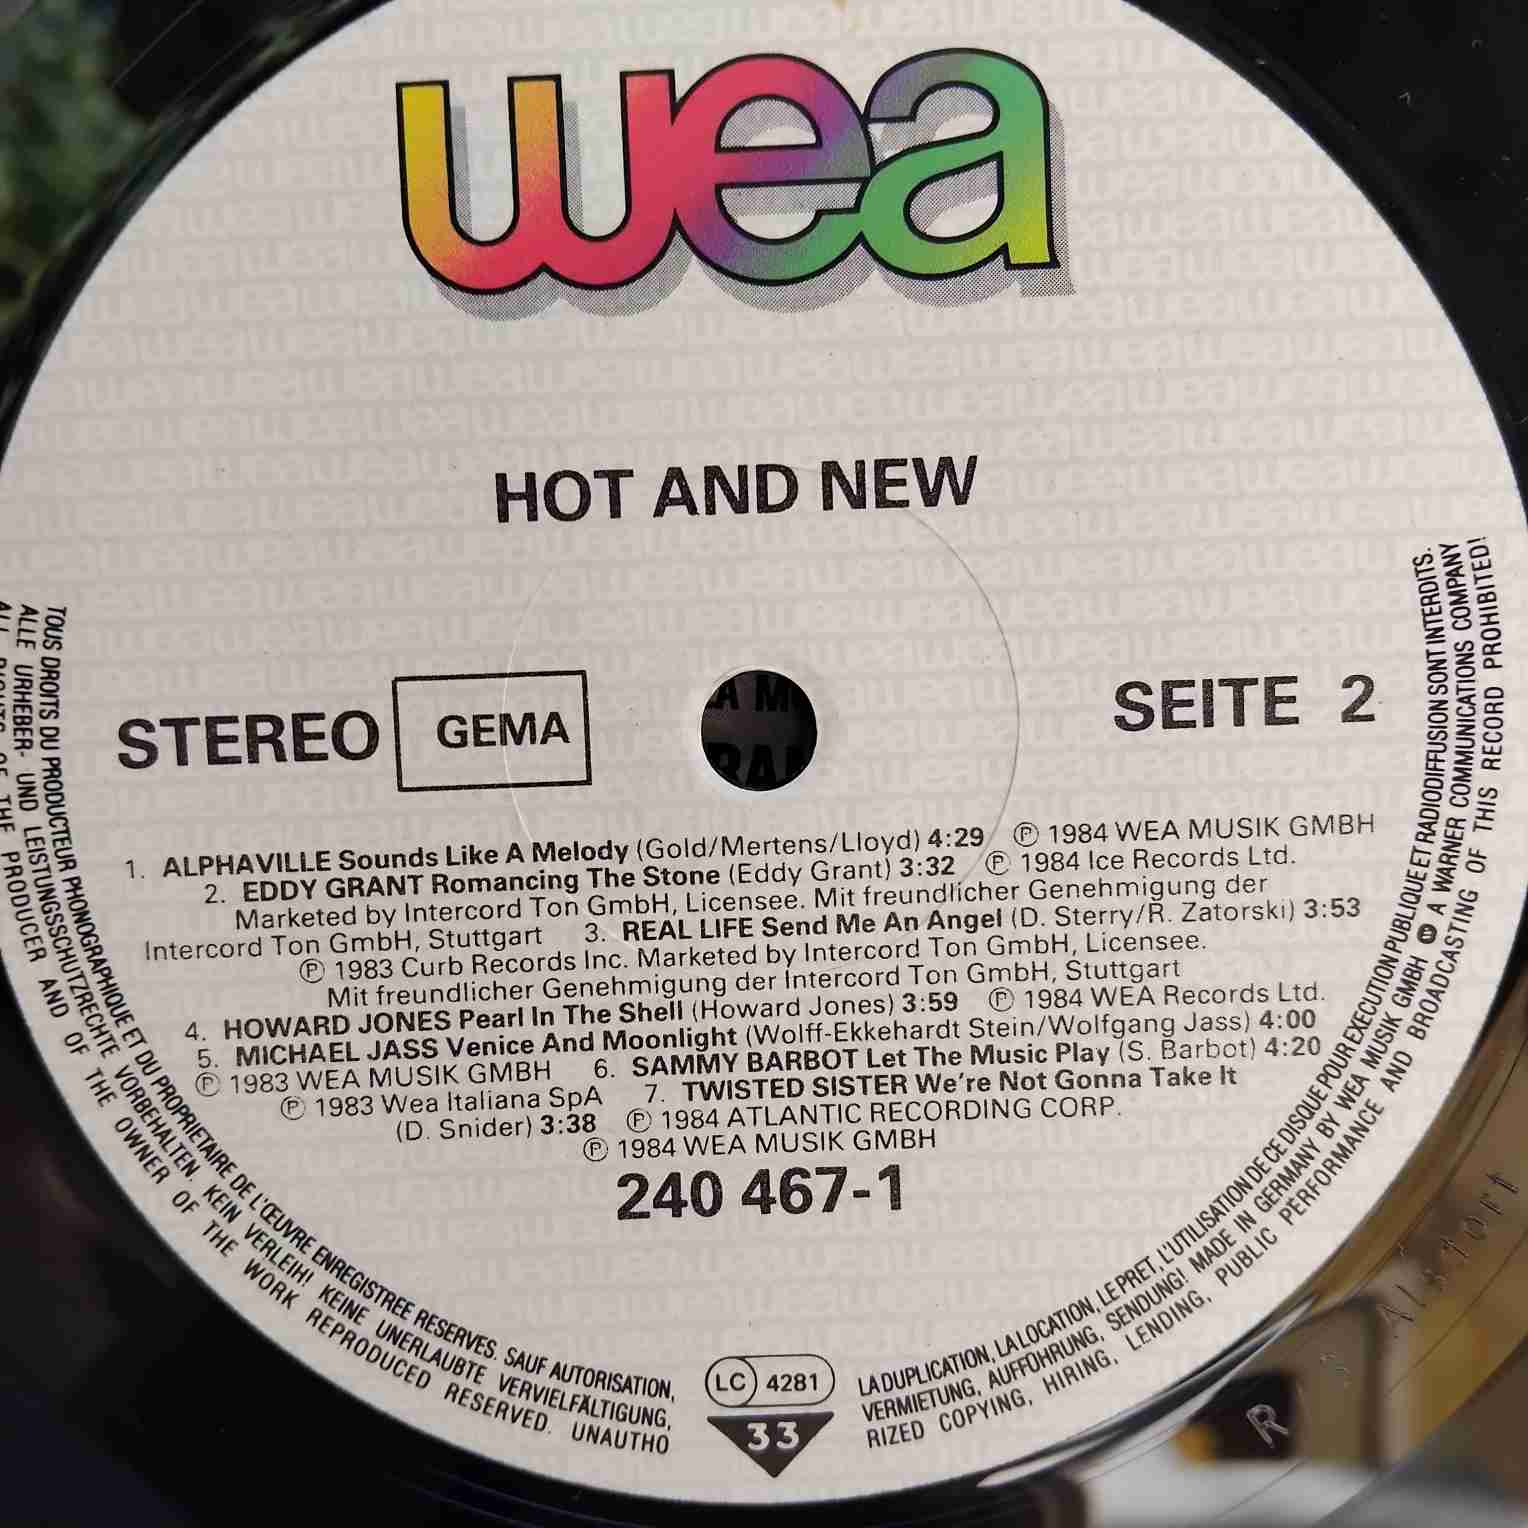 wea
HOT AND NEW
STEREO GEMA
SEITE 2
1. ALPHAVILLE Sounds Like A Melody (Gold/Mertens/Lloyd) 4:29 Ⓟ 1984 WEA MUSIK GMBH
2. EDDY GRANT Romancing The Stone (Eddy Grant) 3:32 Ⓟ 1984 Ice Records Ltd.
Marketed by Intercord Ton GmbH, Licensee. Mit freundlicher Genehmigung der
Intercord Ton GmbH, Stuttgart 3. REAL LIFE Send Me An Angel (D. Sterry/R. Zatorski) 3:53
Ⓟ 1983 Curb Records Inc. Marketed by Intercord Ton GmbH, Licensee.
Mit freundlicher Genehmigung der Intercord Ton GmbH, Stuttgart
4. HOWARD JONES Pearl In The Shell (Howard Jones) 3:59 Ⓟ 1984 WEA Records Ltd.
5. MICHAEL JASS Venice And Moonlight (Wolff-Ekkehardt Stein/Wolfgang Jass) 4:00
Ⓟ 1983 WEA MUSIK GMBH 6. SAMMY BARBOT Let The Music Play (S. Barbot) 4:20
Ⓟ 1983 Wea Italiana SpA 7. TWISTED SISTER We're Not Gonna Take It
(D. Snider) 3:38 Ⓟ 1984 ATLANTIC RECORDING CORP.
Ⓟ 1984 WEA MUSIK GMBH
240 467-1
TOUS DROITS DU PRODUCTEUR PHONOGRAPHIQUE ET DU PROPRIETAIRE DE L'ŒUVRE ENREGISTREE RESERVES. SAUF AUTORISATION, LA DUPLICATION, LA LOCATION, LE PRET, L'UTILISATION DE CE DISQUE POUR EXECUTION PUBLIQUE ET RADIODIFFUSION SONT INTERDITS.
ALLE URHEBER- UND LEISTUNGSSCHUTZRECHTE VORBEHALTEN. KEIN VERLEIH! KEINE UNERLAUBTE VERVIELFÄLTIGUNG, VERMIETUNG, AUFFÜHRUNG, SENDUNG! MADE IN GERMANY BY WEA MUSIK GMBH A WARNER COMMUNICATIONS COMPANY
ALL RIGHTS OF THE PRODUCER AND OF THE OWNER OF THE WORK REPRODUCED RESERVED. UNAUTHORIZED COPYING, HIRING, LENDING, PUBLIC PERFORMANCE AND BROADCASTING OF THIS RECORD PROHIBITED!
LC 4281
33